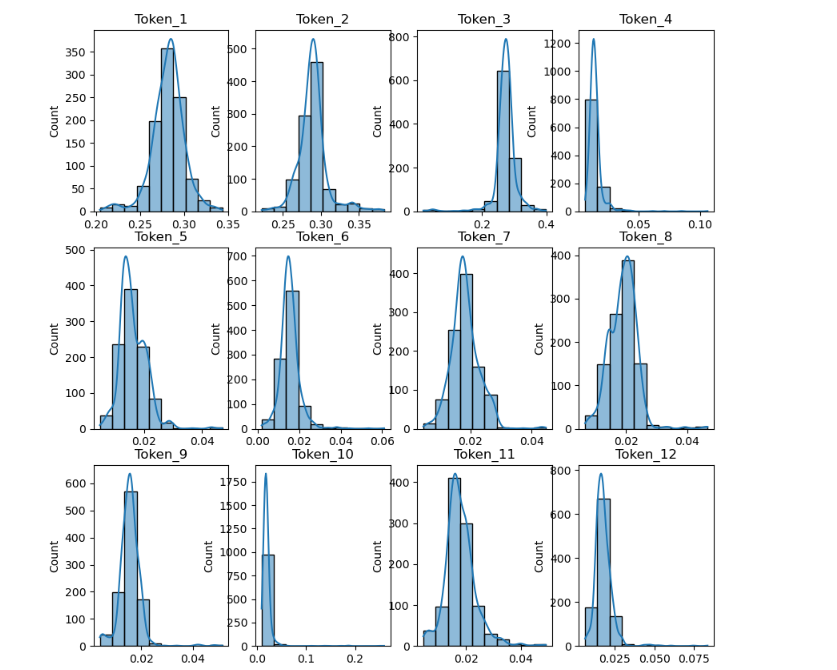 Token_1 Token_2 Token_3 Token_4
Count Count Count Count
350 300 250 200 150 100 50 0
500 400 300 200 100 0
800 600 400 200 0
1200 1000 800 600 400 200 0
0.20 0.25 0.30 0.35
0.25 0.30 0.35
0.2 0.4
0.05 0.10
Token_5 Token_6 Token_7 Token_8
Count Count Count Count
500 400 300 200 100 0
700 600 500 400 300 200 100 0
400 300 200 100 0
400 300 200 100 0
0.02 0.04
0.00 0.02 0.04 0.06
0.02 0.04
0.02 0.04
Token_9 Token_10 Token_11 Token_12
Count Count Count Count
600 500 400 300 200 100 0
1750 1500 1250 1000 750 500 250 0
400 300 200 100 0
800 600 400 200 0
0.02 0.04
0.0 0.1 0.2
0.02 0.04
0.025 0.050 0.075